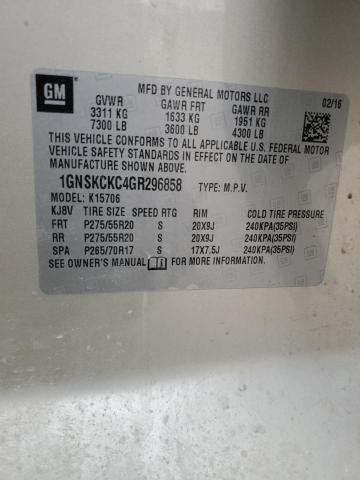 GM
MFD BY GENERAL MOTORS LLC
02/16
GVWR GAWR FRT GAWR RR
3311 KG 1633 KG 1951 KG
7300 LB 3600 LB 4300 LB
THIS VEHICLE CONFORMS TO ALL APPLICABLE U.S. FEDERAL MOTOR
VEHICLE SAFETY STANDARDS IN EFFECT ON THE DATE OF
MANUFACTURE SHOWN ABOVE.
1GNSKCKC4GR296858 TYPE: M.P.V.
MODEL: K15706
KJ8V TIRE SIZE SPEED RTG RIM COLD TIRE PRESSURE
FRT P275/55R20 S 20X9J 240KPA(35PSI)
RR P275/55R20 S 20X9J 240KPA(35PSI)
SPA P265/70R17 S 17X7.5J 240KPA(35PSI)
SEE OWNER'S MANUAL FOR MORE INFORMATION.